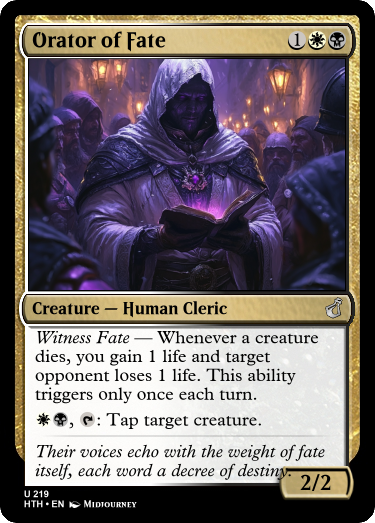 Orator of Fate 1
Creature — Human Cleric
Witness Fate — Whenever a creature
dies, you gain 1 life and target
opponent loses 1 life. This ability
triggers only once each turn.
, : Tap target creature.
Their voices echo with the weight of fate
itself, each word a decree of destiny.
2/2
U 219
HTH • EN Midjourney